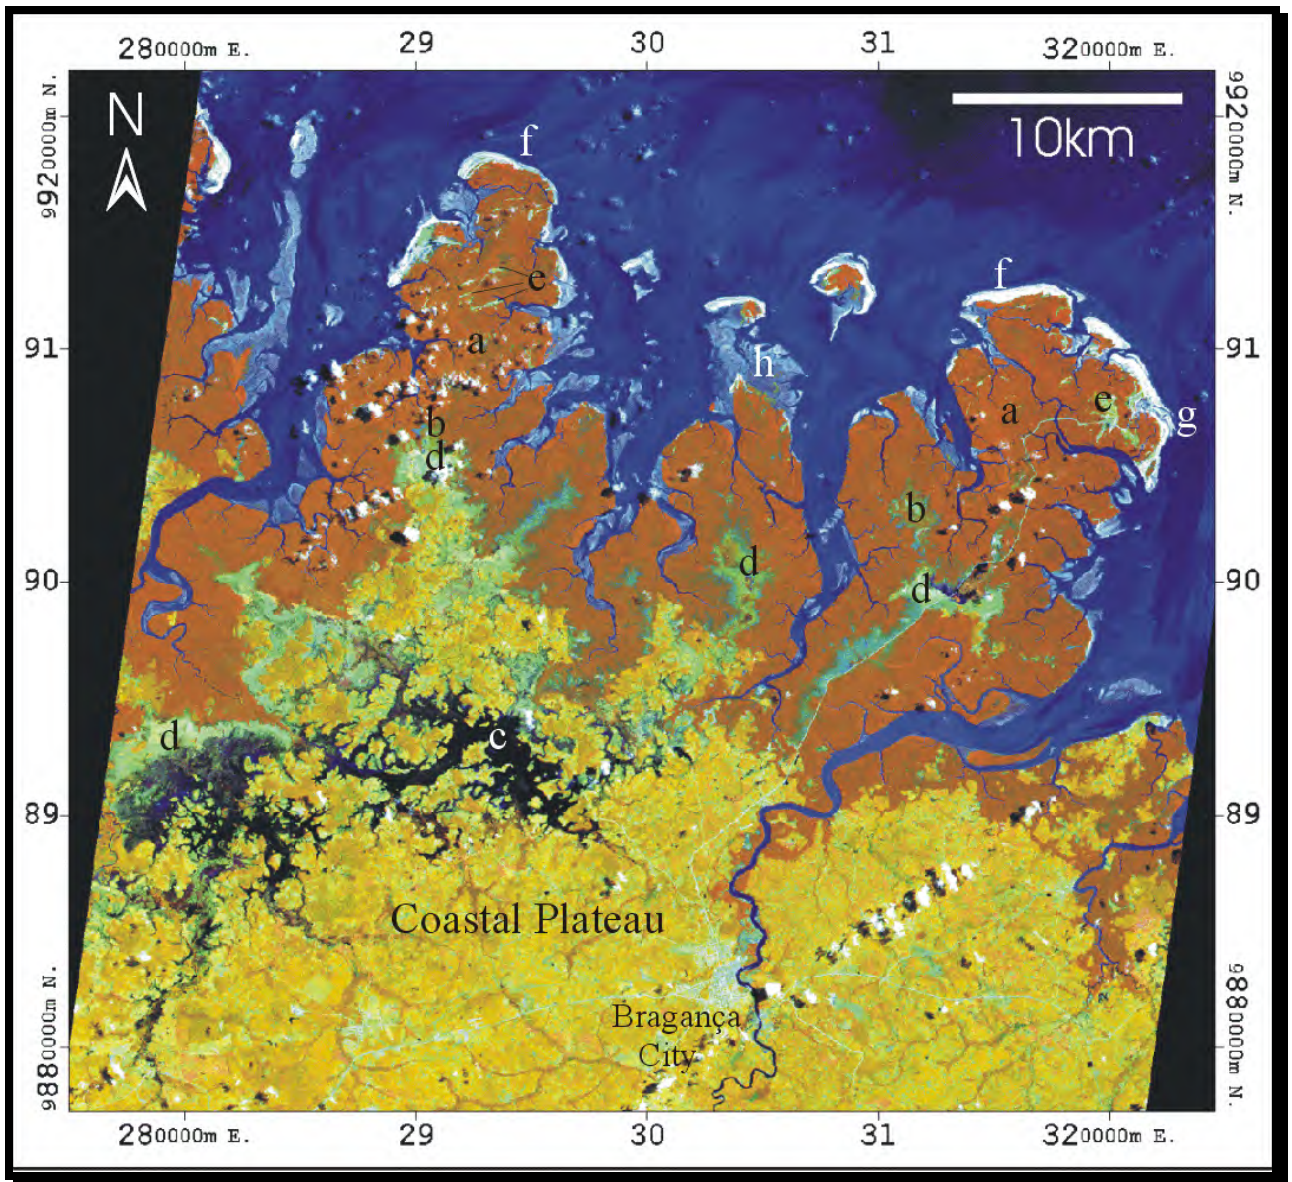 280000m E.
29
30
31
320000m E.
9920000m N.
9920000m N.
N
10km
f
f
e
a
91
91
h
a
e
g
b
d
b
90
90
d
d
d
c
89
89
Coastal Plateau
Bragança
City
9880000m N.
9880000m N.
280000m E.
29
30
31
320000m E.